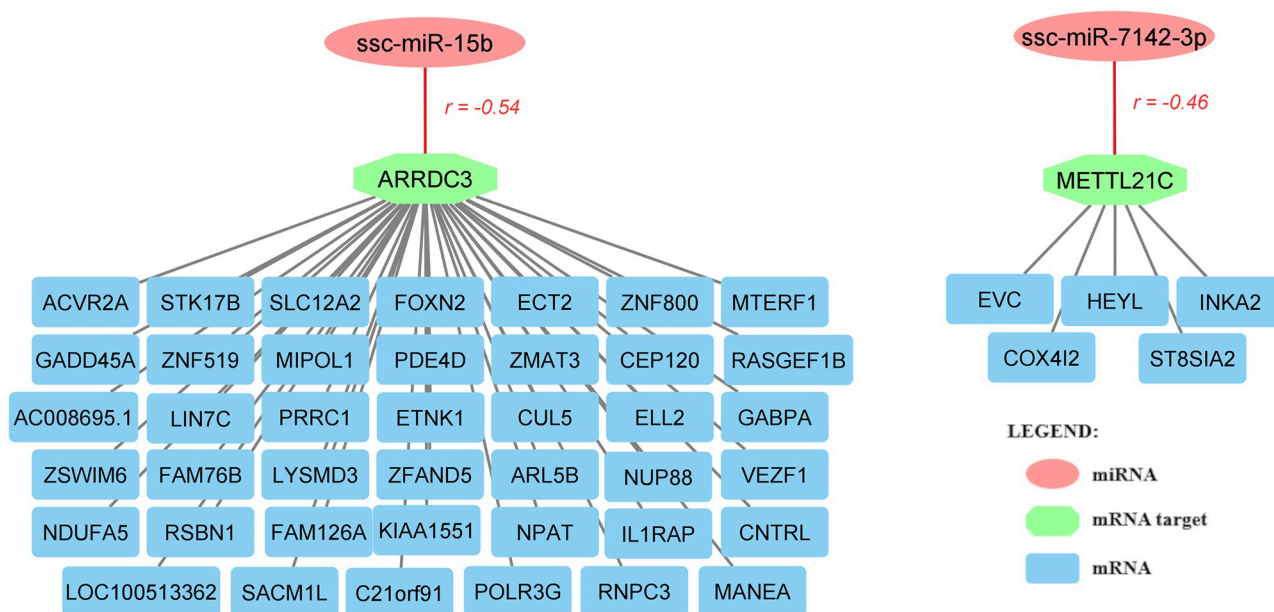 ssc-miR-15b
r = -0.54
ARRDC3
ACVR2A STK17B SLC12A2 FOXN2 ECT2 ZNF800 MTERF1
GADD45A ZNF519 MIPOL1 PDE4D ZMAT3 CEP120 RASGEF1B
AC008695.1 LIN7C PRRC1 ETNK1 CUL5 ELL2 GABPA
ZSWIM6 FAM76B LYSMD3 ZFAND5 ARL5B NUP88 VEZF1
NDUFA5 RSBN1 FAM126A KIAA1551 NPAT IL1RAP CNTRL
LOC100513362 SACM1L C21orf91 POLR3G RNPC3 MANEA
ssc-miR-7142-3p
r = -0.46
METTL21C
EVC HEYL INKA2
COX4I2 ST8SIA2
LEGEND:
miRNA
mRNA target
mRNA